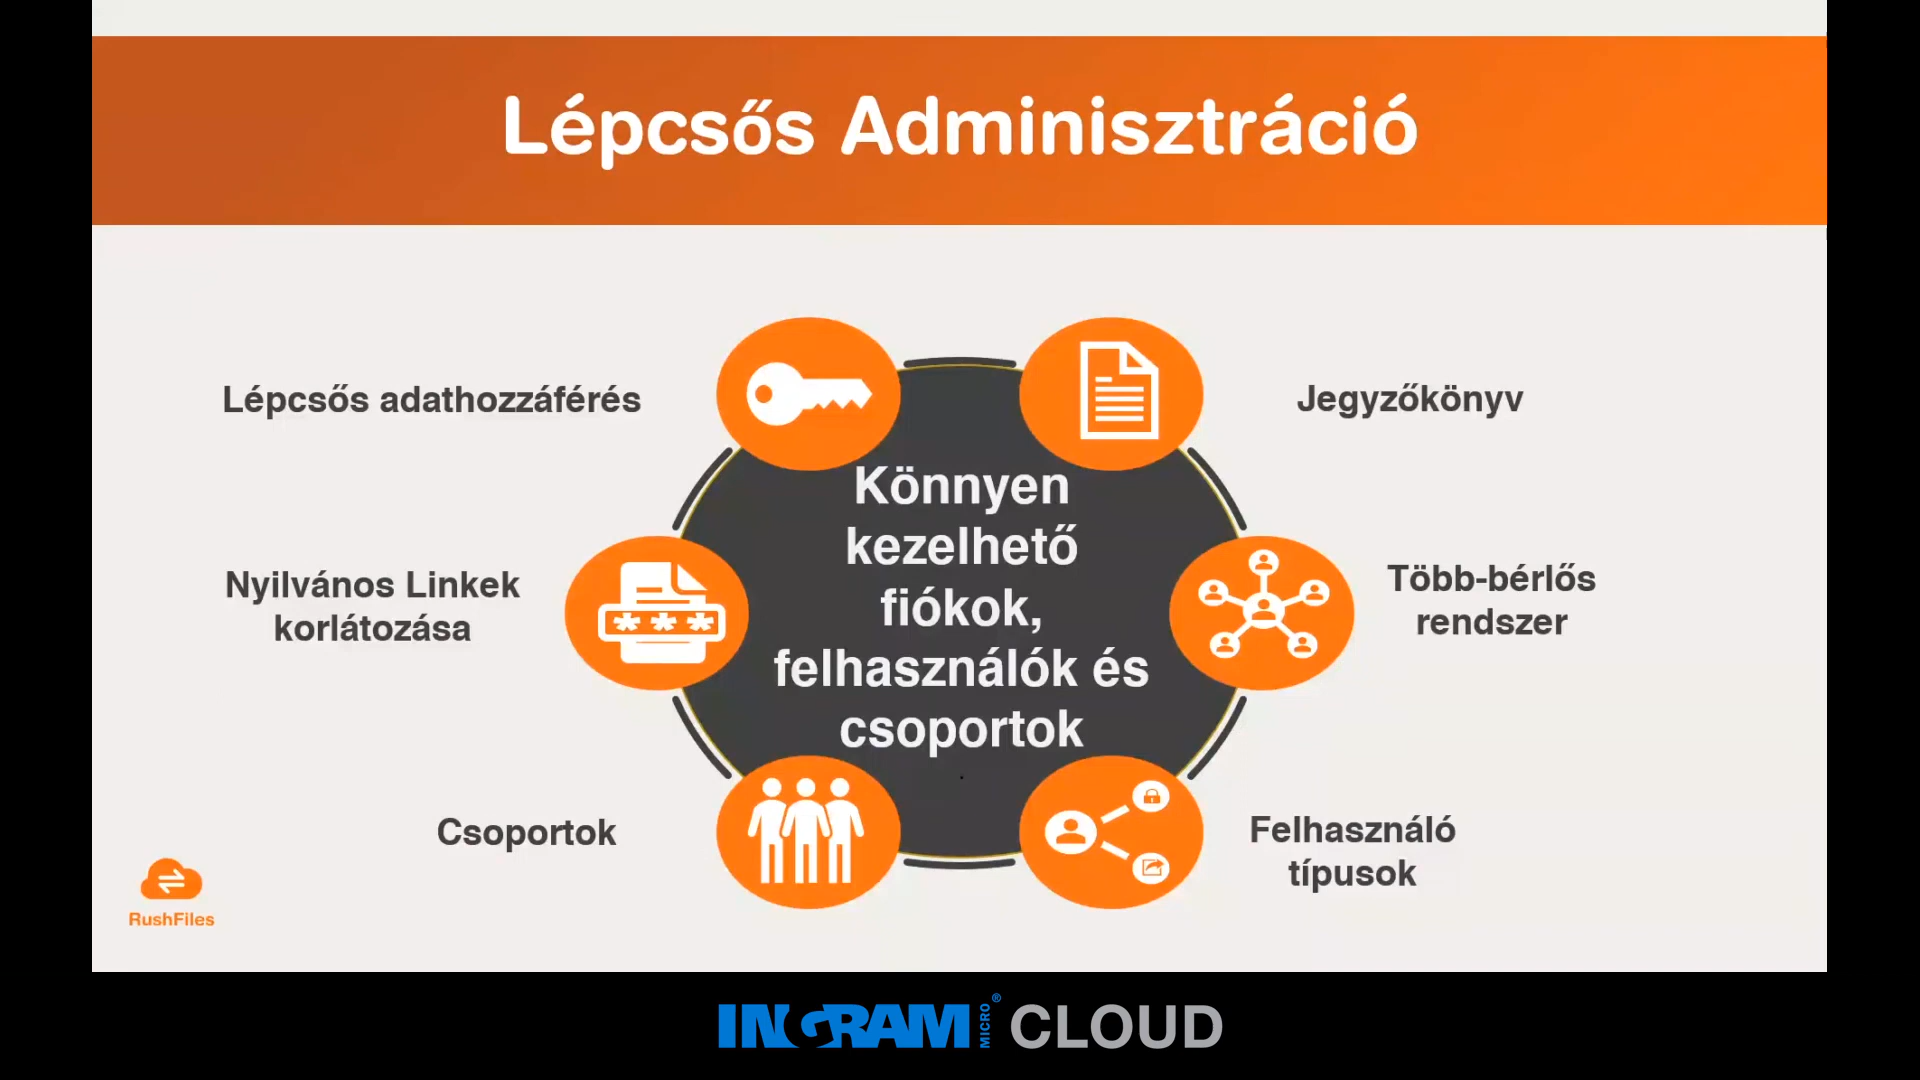 Lépcsős Adminisztráció
Lépcsős adathozzáférés
Jegyzőkönyv
Könnyen
kezelhető
fiókok,
felhasználók és
csoportok
Nyilvános Linkek
korlátozása
Több-bérlős
rendszer
Csoportok
Felhasználó
típusok
RushFiles
INGRAM MICRO® CLOUD